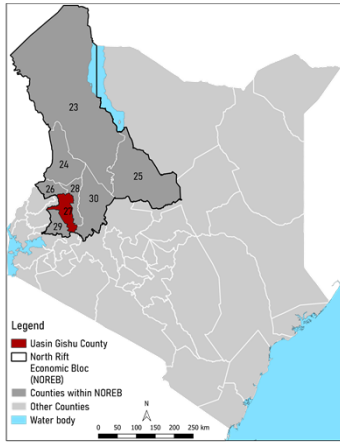 23
24
25
26
28
30
27
29
Legend
Uasin Gishu County
North Rift
Economic Bloc
(NOREB)
Counties within NOREB
Other Counties
Water body
N
0 50 100 150 200 250 km